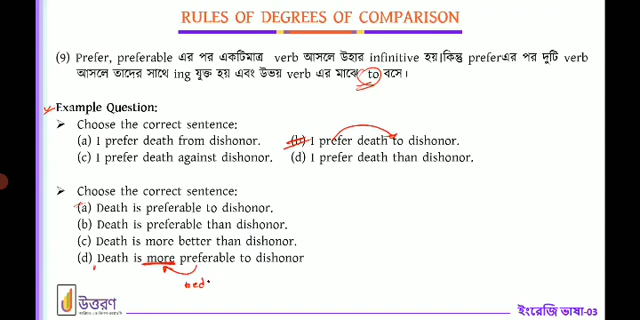 RULES OF DEGREES OF COMPARISON
(9) Prefer, preferable এর পর একটিমাত্র verb আসলে উহার infinitive হয়। কিন্তু preferএর পর দুটি verb
আসলে তাদের সাথে ing যুক্ত হয় এবং উভয় verb এর মাঝে to বসে।
Example Question:
➢ Choose the correct sentence:
(a) I prefer death from dishonor. (b) I prefer death to dishonor.
(c) I prefer death against dishonor. (d) I prefer death than dishonor.
➢ Choose the correct sentence:
(a) Death is preferable to dishonor.
(b) Death is preferable than dishonor.
(c) Death is more better than dishonor.
(d) Death is more preferable to dishonor
উত্তরণ
ইংরেজি ভাষা-03